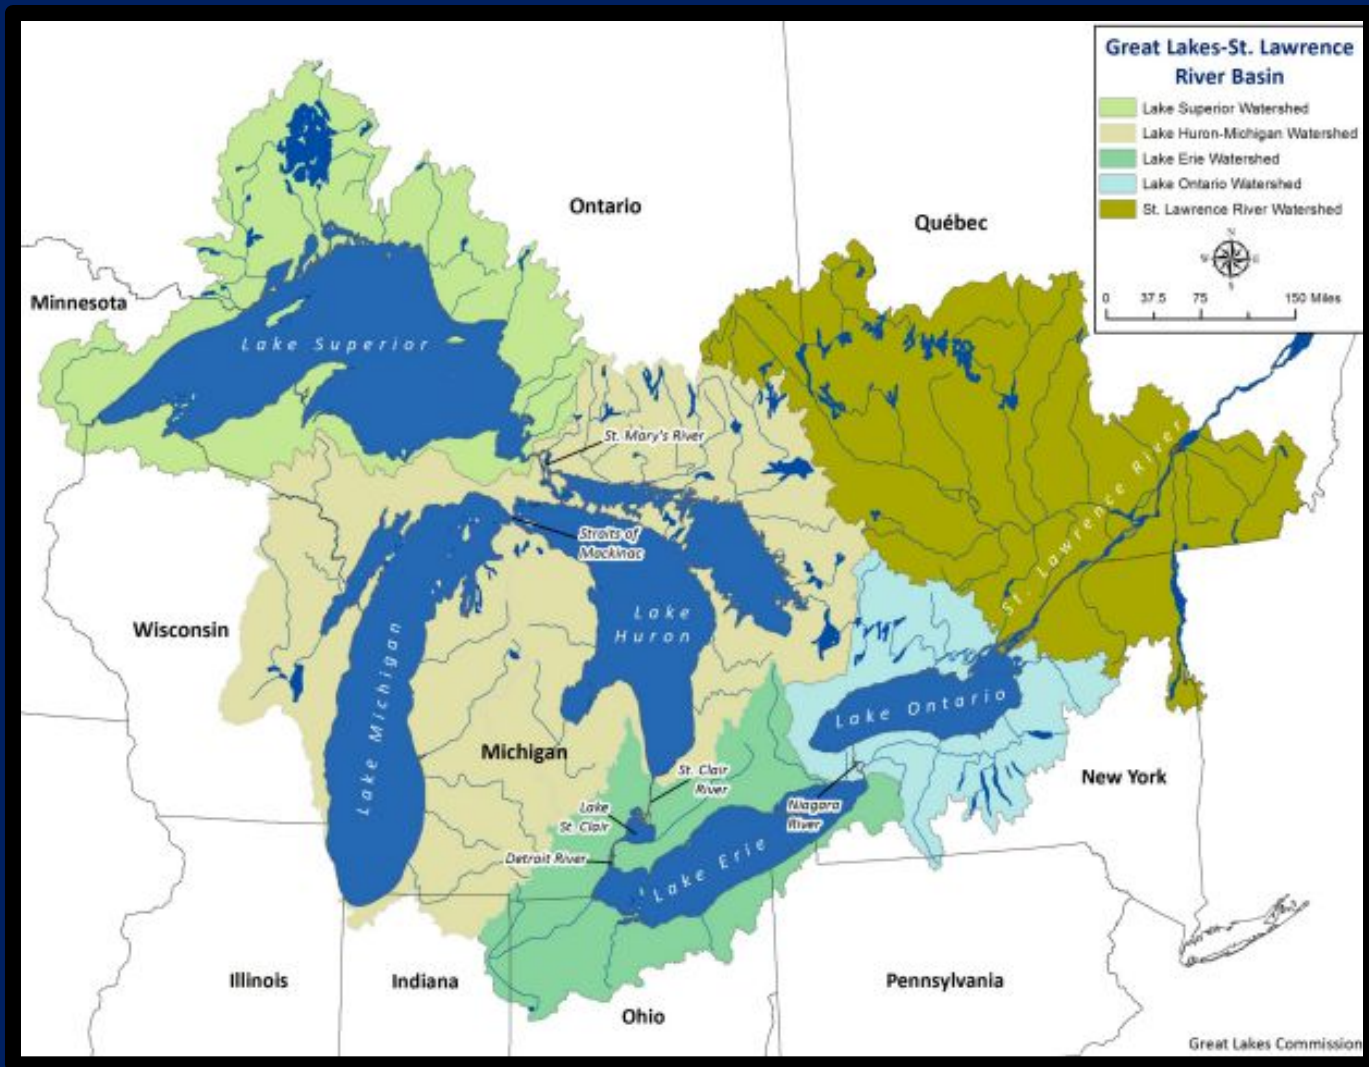 Great Lakes-St. Lawrence
River Basin
Lake Superior Watershed
Lake Huron-Michigan Watershed
Lake Erie Watershed
Lake Ontario Watershed
St. Lawrence River Watershed
N
W E
S
0 37.5 75 150 Miles
Ontario
Québec
Minnesota
Lake Superior
St. Mary's River
St. Lawrence River
Straits of
Mackinac
Wisconsin
Lake
Huron
Lake Michigan
Lake Ontario
Michigan
St. Clair
River
New York
Lake
St. Clair
Niagara
River
Detroit River
Lake Erie
Illinois
Indiana
Pennsylvania
Ohio
Great Lakes Commission